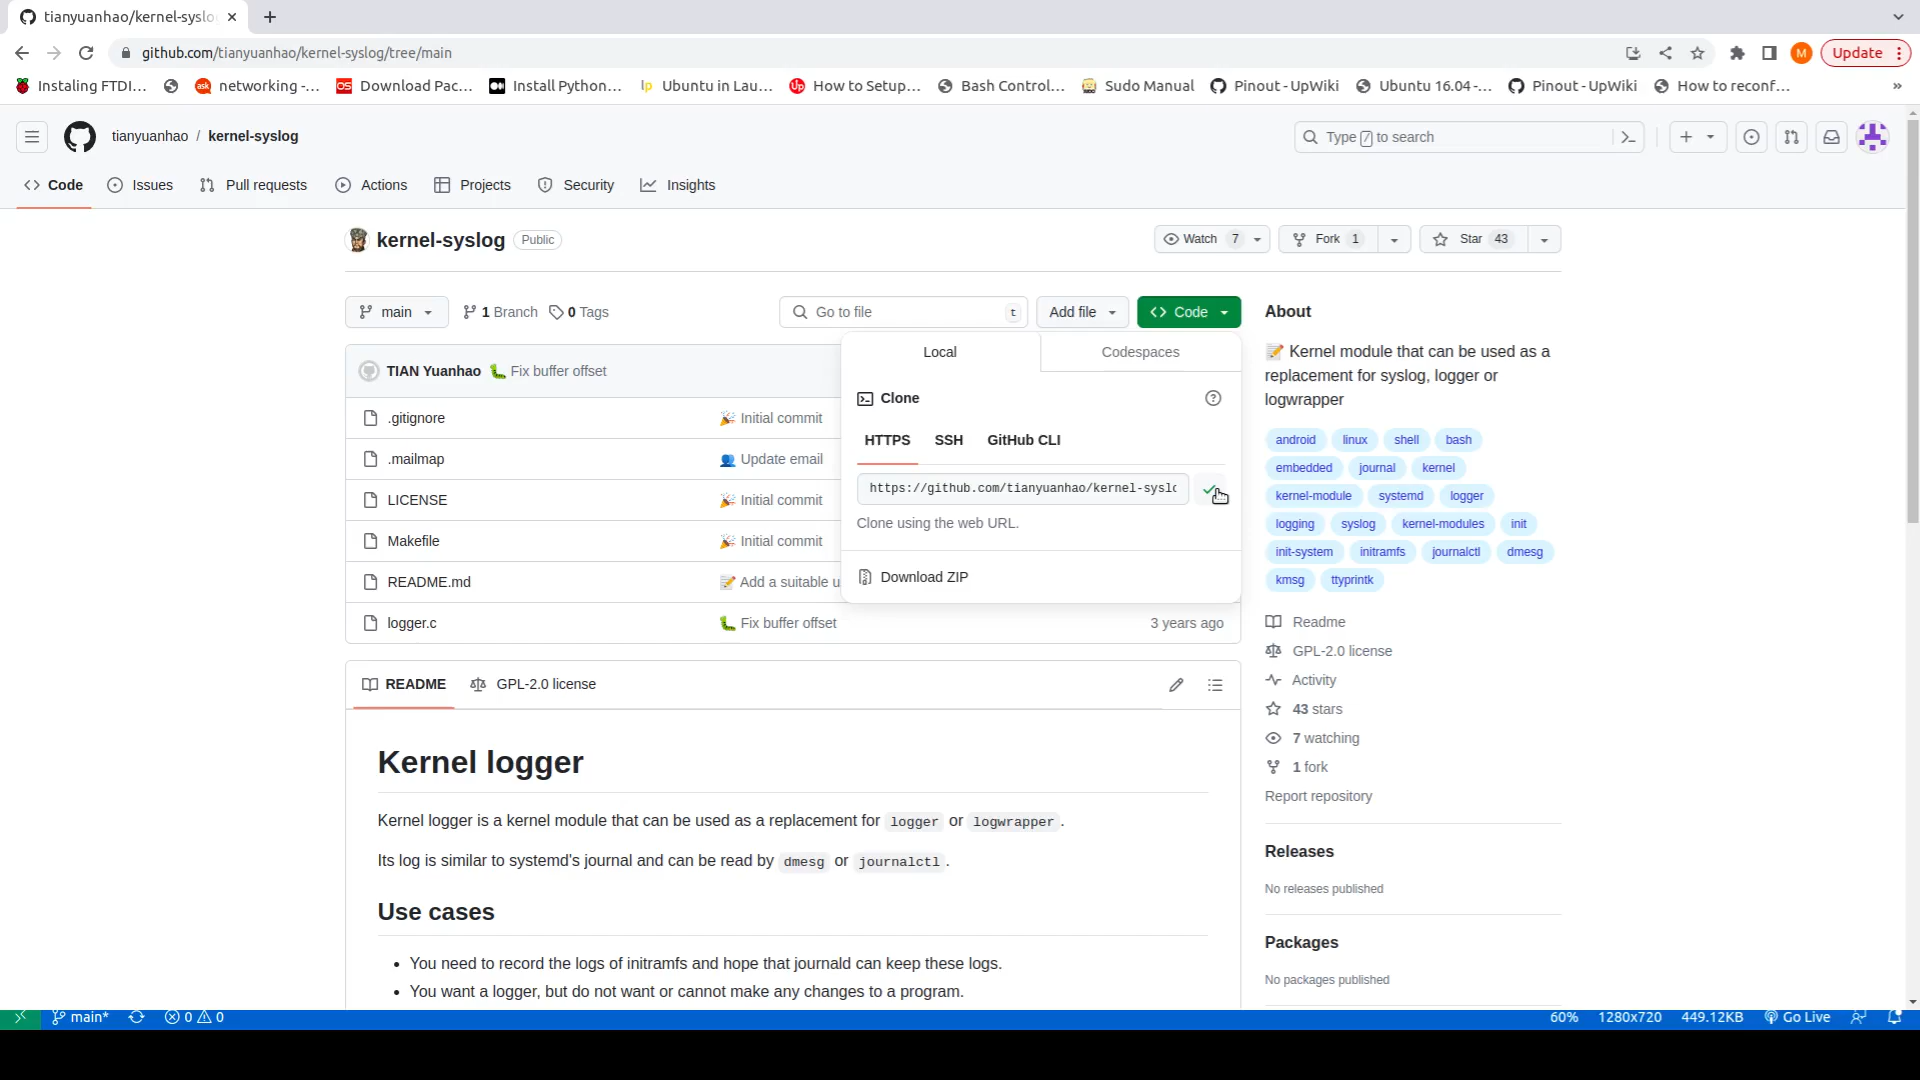 tianyuanhao/kernel-syslo
github.com/tianyuanhao/kernel-syslog/tree/main
Update
Instaling FTDI...
networking -...
Download Pac...
Install Python...
Ubuntu in Lau...
How to Setup...
Bash Control...
Sudo Manual
Pinout - UpWiki
Ubuntu 16.04 -...
Pinout - UpWiki
How to reconf...
tianyuanhao / kernel-syslog
Type / to search
Code
Issues
Pull requests
Actions
Projects
Security
Insights
kernel-syslog Public
Watch 7
Fork 1
Star 43
main
1 Branch
0 Tags
Go to file t
Add file
Code
Local
Codespaces
Clone
HTTPS
SSH
GitHub CLI
https://github.com/tianyuanhao/kernel-syslo
Clone using the web URL.
Download ZIP
TIAN Yuanhao 🐛 Fix buffer offset
.gitignore 🎉 Initial commit
.mailmap 👥 Update email
LICENSE 🎉 Initial commit
Makefile 🎉 Initial commit
README.md 📝 Add a suitable u
logger.c 🐛 Fix buffer offset 3 years ago
README
GPL-2.0 license
Kernel logger
Kernel logger is a kernel module that can be used as a replacement for logger or logwrapper.
Its log is similar to systemd's journal and can be read by dmesg or journalctl.
Use cases
• You need to record the logs of initramfs and hope that journald can keep these logs.
• You want a logger, but do not want or cannot make any changes to a program.
About
📝 Kernel module that can be used as a
replacement for syslog, logger or
logwrapper
android linux shell bash
embedded journal kernel
kernel-module systemd logger
logging syslog kernel-modules init
init-system initramfs journalctl dmesg
kmsg ttyprintk
Readme
GPL-2.0 license
Activity
43 stars
7 watching
1 fork
Report repository
Releases
No releases published
Packages
No packages published
main*
0
0
60%
1280x720
449.12KB
Go Live